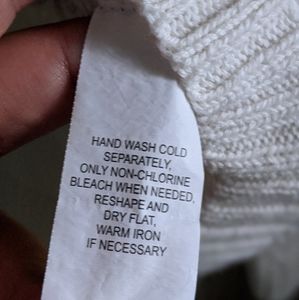 HAND WASH COLD
SEPARATELY,
ONLY NON-CHLORINE
BLEACH WHEN NEEDED,
RESHAPE AND
DRY FLAT,
WARM IRON
IF NECESSARY